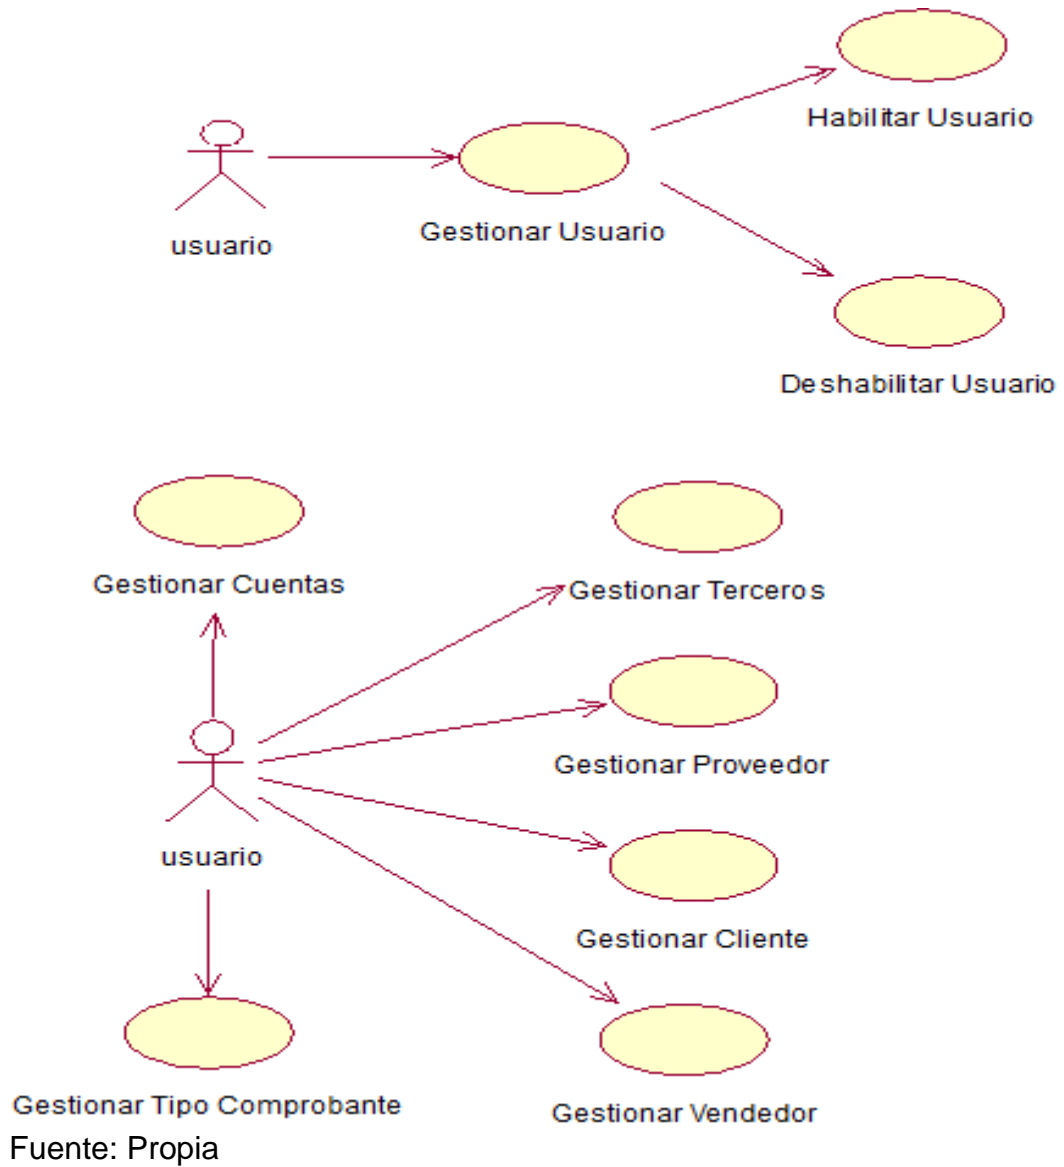 Habilitar Usuario
usuario
Gestionar Usuario
Deshabilitar Usuario
Gestionar Cuentas
Gestionar Terceros
Gestionar Proveedor
usuario
Gestionar Cliente
Gestionar Tipo Comprobante
Gestionar Vendedor
Fuente: Propia